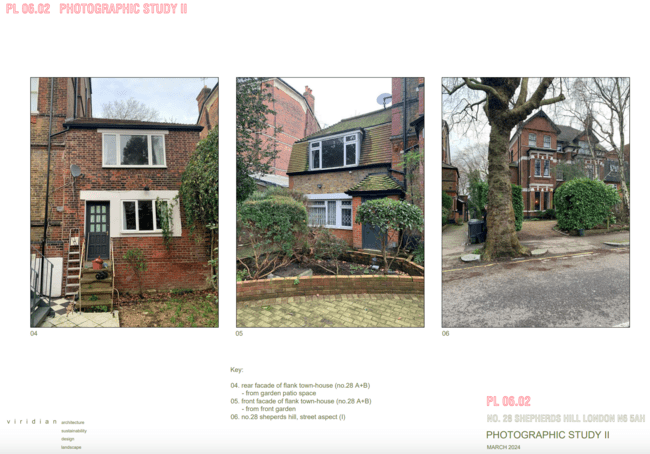 PL 06.02 PHOTOGRAPHIC STUDY II
04
05
06
Key:
04. rear facade of flank town-house (no.28 A+B)
- from garden patio space
05. front facade of flank town-house (no.28 A+B)
- from front garden
06. no.28 sheperds hill, street aspect (I)
viridian architecture
sustainability
design
landscape
PL 06.02
NO. 28 SHEPHERDS HILL LONDON N6 5AH
PHOTOGRAPHIC STUDY II
MARCH 2024